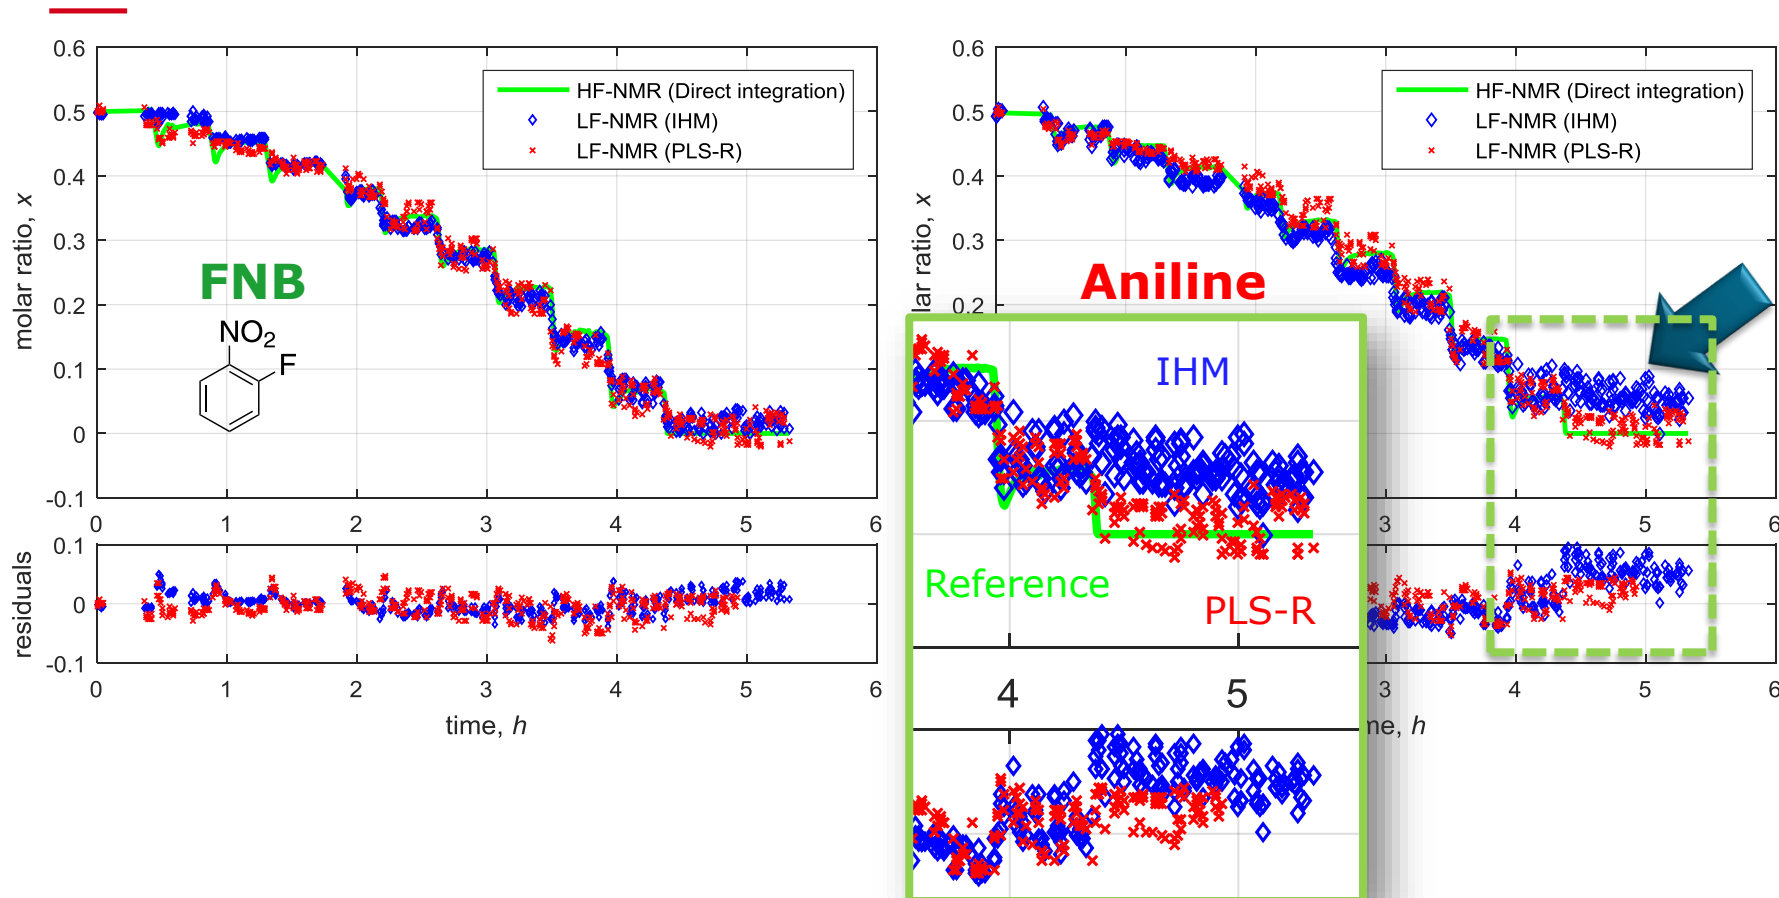 0.6
0.5
0.4
0.3
0.2
0.1
0
-0.1
molar ratio, x
HF-NMR (Direct integration)
LF-NMR (IHM)
LF-NMR (PLS-R)
FNB
NO2
F
0 1 2 3 4 5 6
0.1
0
-0.1
residuals
0 1 2 3 4 5 6
time, h
0.6
0.5
0.4
0.3
0.2
lar ratio, x
HF-NMR (Direct integration)
LF-NMR (IHM)
LF-NMR (PLS-R)
Aniline
3 4 5 6
3 4 5 6
me, h
IHM
Reference
PLS-R
4 5